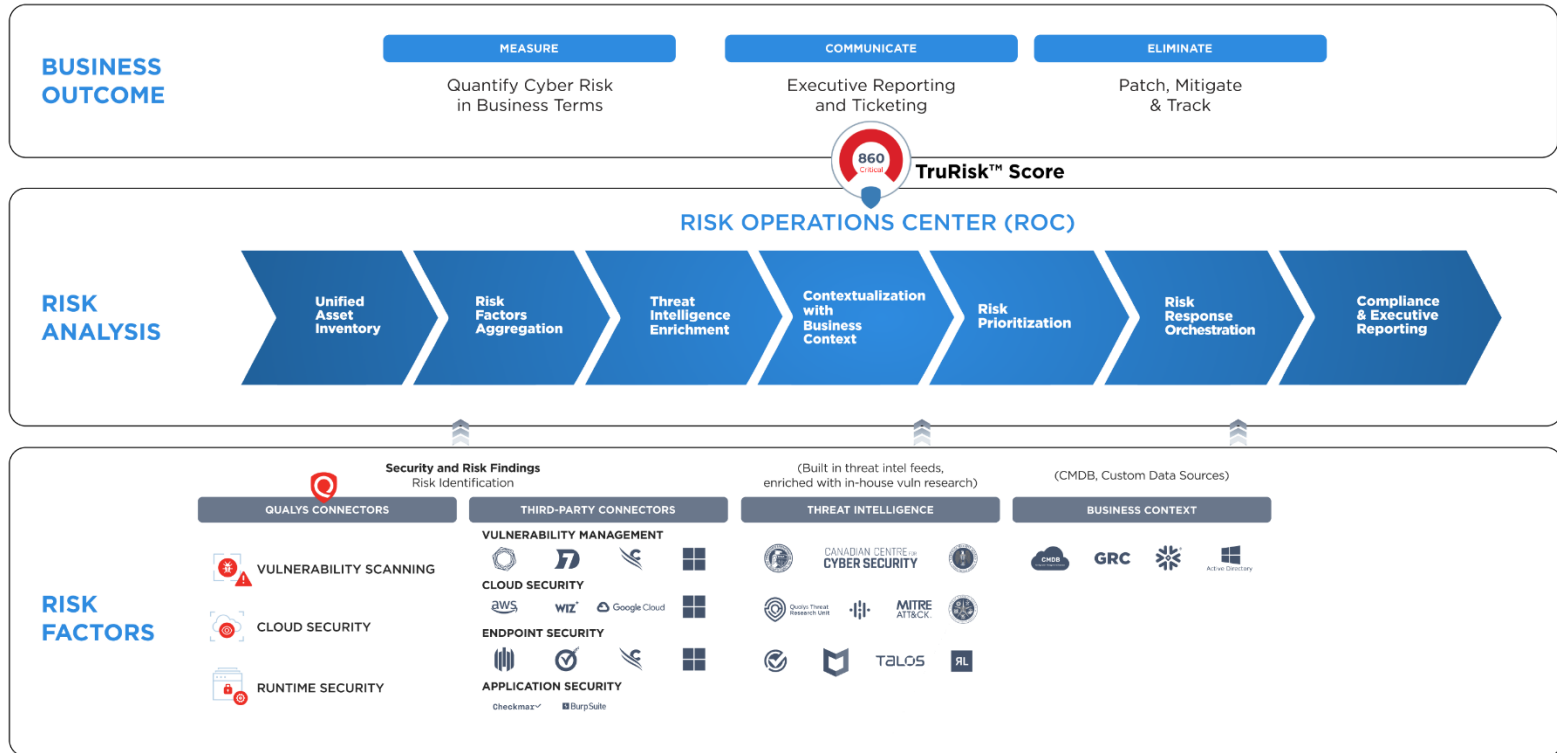 BUSINESS
OUTCOME
MEASURE
Quantify Cyber Risk
in Business Terms
COMMUNICATE
Executive Reporting
and Ticketing
ELIMINATE
Patch, Mitigate
& Track
860
Critical
TruRisk™ Score
RISK OPERATIONS CENTER (ROC)
RISK
ANALYSIS
Unified
Asset
Inventory
Risk
Factors
Aggregation
Threat
Intelligence
Enrichment
Contextualization
with
Business
Context
Risk
Prioritization
Risk
Response
Orchestration
Compliance
& Executive
Reporting
RISK
FACTORS
Security and Risk Findings
Risk Identification
QUALYS CONNECTORS
VULNERABILITY SCANNING
CLOUD SECURITY
RUNTIME SECURITY
THIRD-PARTY CONNECTORS
VULNERABILITY MANAGEMENT
CLOUD SECURITY
aws WIZ Google Cloud
ENDPOINT SECURITY
APPLICATION SECURITY
Checkmarx BurpSuite
(Built in threat intel feeds,
enriched with in-house vuln research)
THREAT INTELLIGENCE
CANADIAN CENTRE FOR
CYBER SECURITY
Qualys Threat
Research Unit
MITRE
ATT&CK
TALOS
RL
(CMDB, Custom Data Sources)
BUSINESS CONTEXT
CMDB
GRC
Active Directory